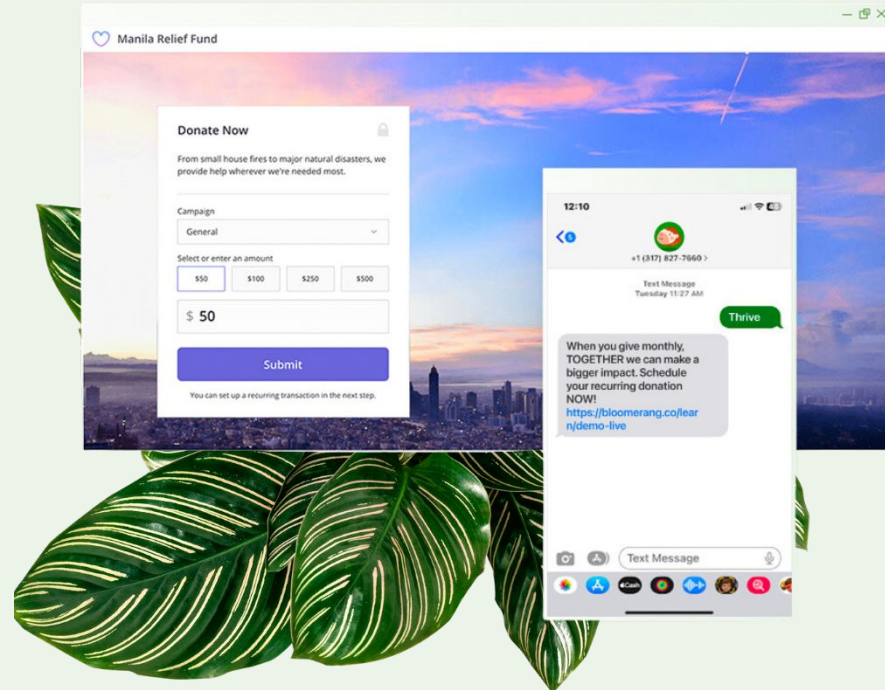 Manila Relief Fund
Donate Now
From small house fires to major natural disasters, we
provide help wherever we're needed most.
Campaign
General
Select or enter an amount
$50
$100
$250
$500
$ 50
Submit
You can set up a recurring transaction in the next step.
12:10
+1 (317) 827-7660 >
Text Message
Tuesday 11:27 AM
Thrive
When you give monthly,
TOGETHER we can make a
bigger impact. Schedule
your recurring donation
NOW!
https://bloomerang.co/lear
n/demo-live
Text Message
Cash